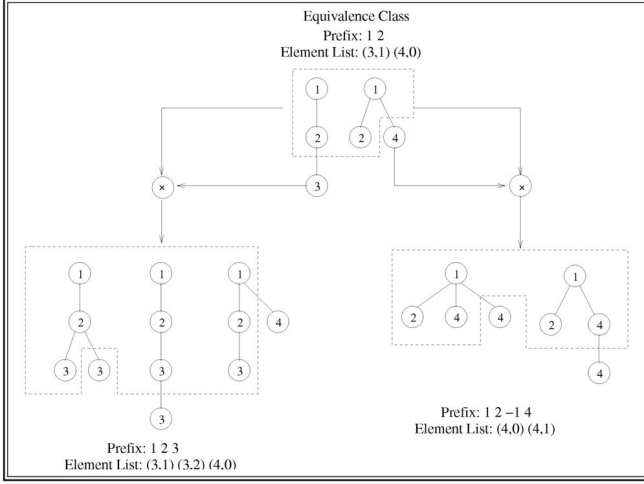 Equivalence Class
Prefix: 1 2
Element List: (3,1) (4,0)
1 1
2 2 4
× 3 ×
1 1 1 1 1
2 2 2 4 2 4 4 2 4
3 3 3 3 4
3
Prefix: 1 2 3
Element List: (3,1) (3,2) (4,0)
Prefix: 1 2 −1 4
Element List: (4,0) (4,1)